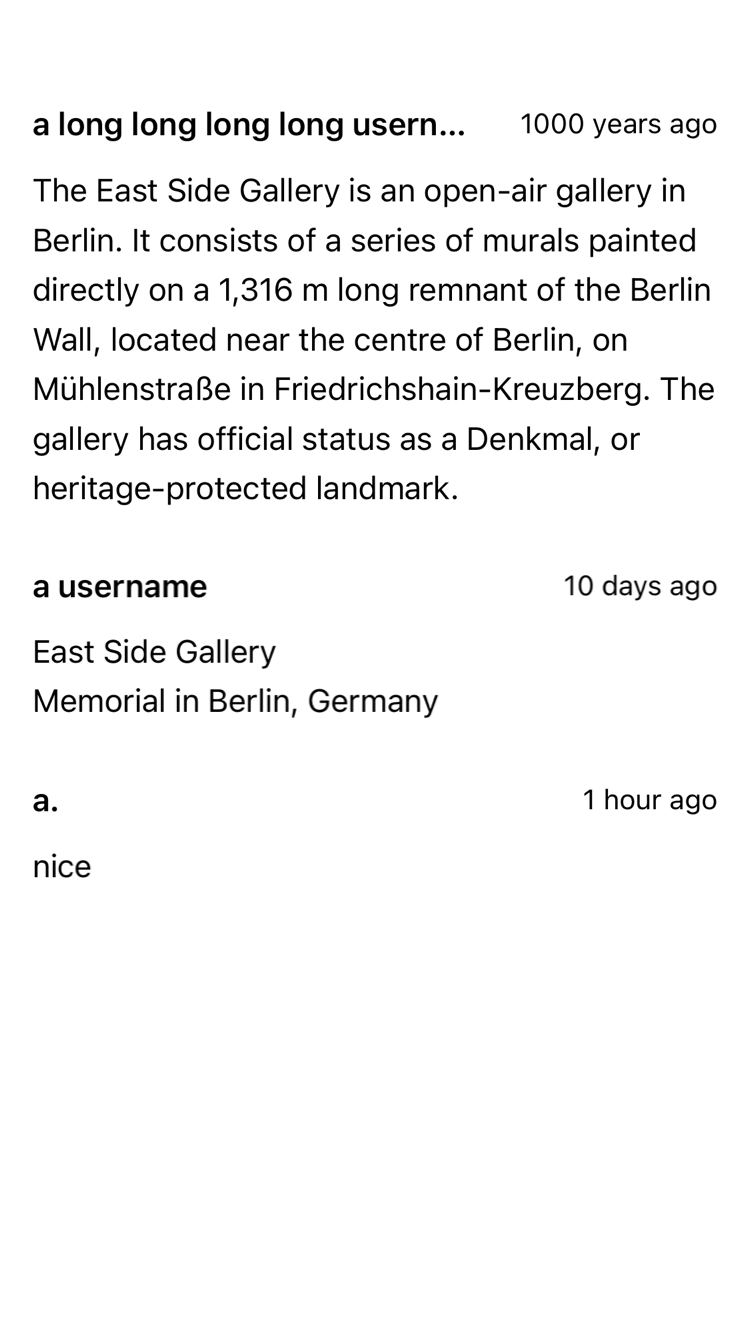 a long long long long usern... 1000 years ago
The East Side Gallery is an open-air gallery in
Berlin. It consists of a series of murals painted
directly on a 1,316 m long remnant of the Berlin
Wall, located near the centre of Berlin, on
Mühlenstraße in Friedrichshain-Kreuzberg. The
gallery has official status as a Denkmal, or
heritage-protected landmark.
a username 10 days ago
East Side Gallery
Memorial in Berlin, Germany
a. 1 hour ago
nice